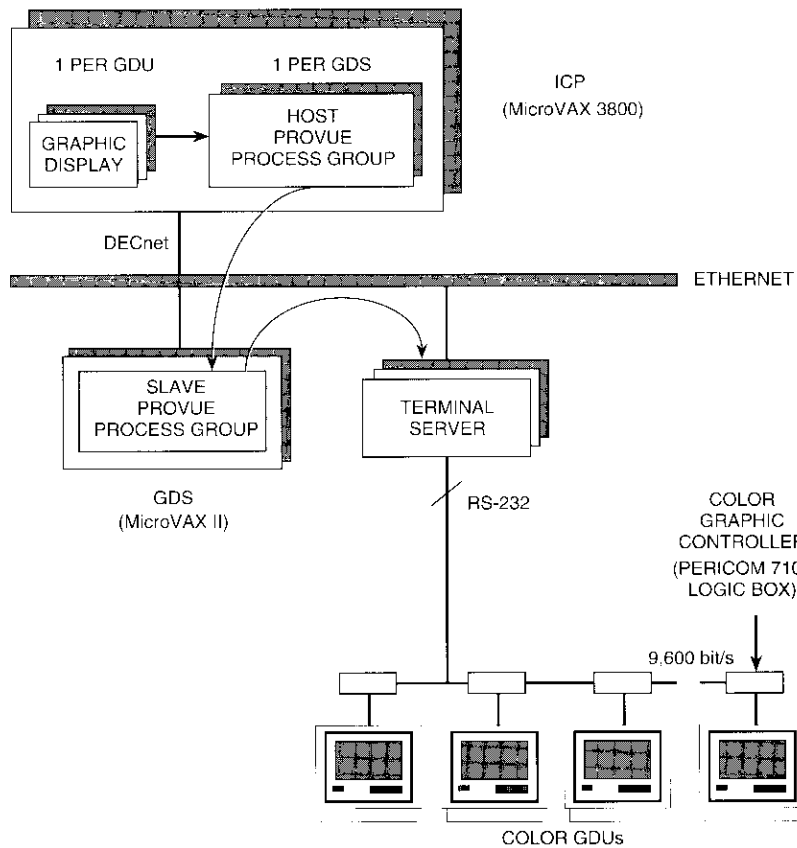 1 PER GDU
1 PER GDS
ICP
(MicroVAX 3800)
GRAPHIC
DISPLAY
HOST
PROVUE
PROCESS GROUP
DECnet
ETHERNET
SLAVE
PROVUE
PROCESS GROUP
TERMINAL
SERVER
GDS
(MicroVAX II)
RS-232
COLOR
GRAPHIC
CONTROLLER
(PERICOM 710
LOGIC BOX)
9,600 bit/s
COLOR GDUs